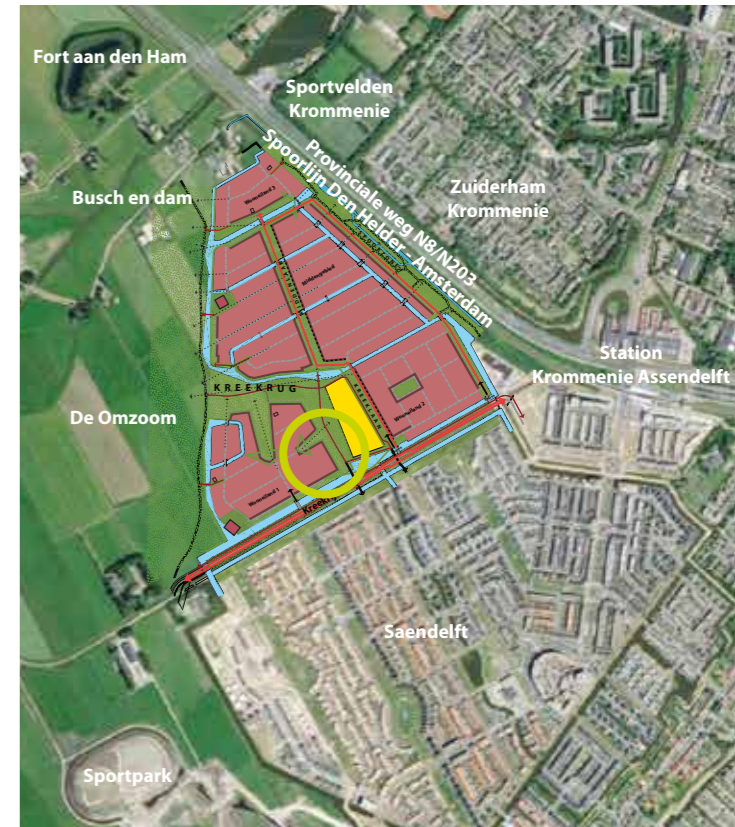 Fort aan den Ham
Sportvelden
Krommenie
Provinciale weg N8/N203
Spoorlijn Den Helder - Amsterdam
Zuiderham
Krommenie
Busch en dam
Station
Krommenie Assendelft
KREEKRUG
De Omzoom
Saendelft
Sportpark